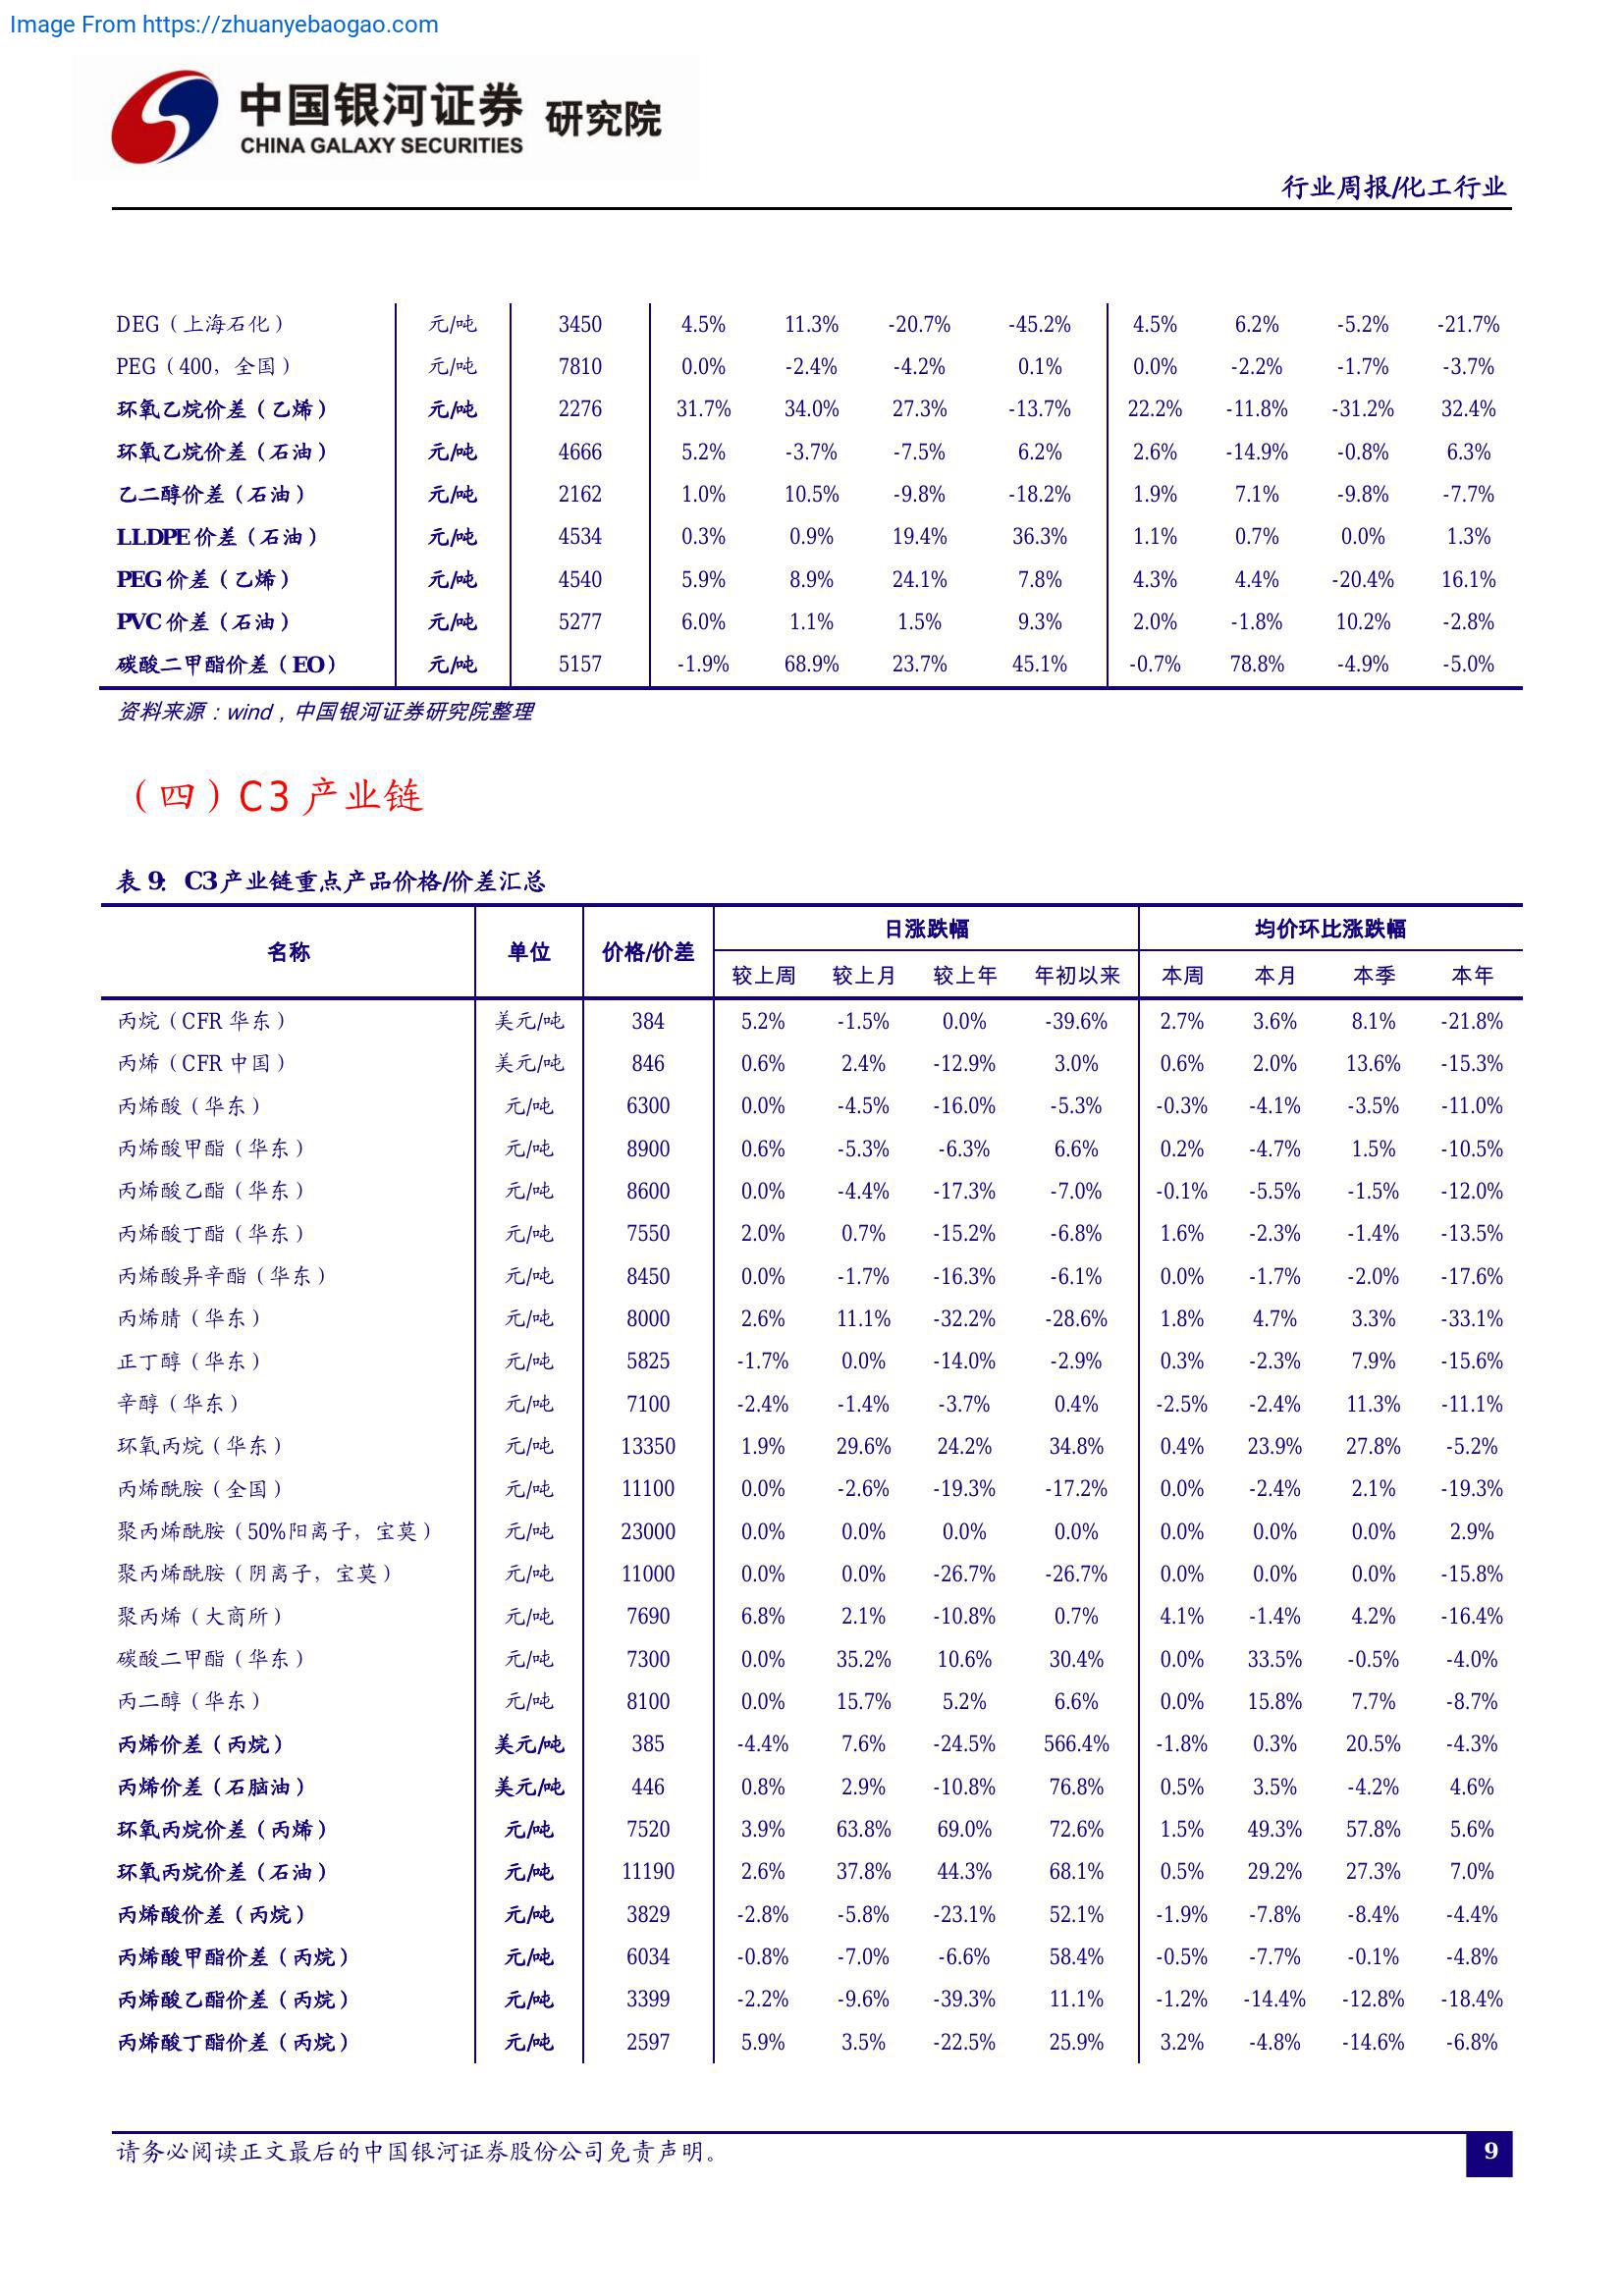 Image From https://zhuanyebaogao.com
中国银河证券 研究院
CHINA GALAXY SECURITIES
行业周报/化工行业
DEG（上海石化） 元/吨 3450 4.5% 11.3% -20.7% -45.2% 4.5% 6.2% -5.2% -21.7%
PEG（400，全国） 元/吨 7810 0.0% -2.4% -4.2% 0.1% 0.0% -2.2% -1.7% -3.7%
环氧乙烷价差（乙烯） 元/吨 2276 31.7% 34.0% 27.3% -13.7% 22.2% -11.8% -31.2% 32.4%
环氧乙烷价差（石油） 元/吨 4666 5.2% -3.7% -7.5% 6.2% 2.6% -14.9% -0.8% 6.3%
乙二醇价差（石油） 元/吨 2162 1.0% 10.5% -9.8% -18.2% 1.9% 7.1% -9.8% -7.7%
LLDPE 价差（石油） 元/吨 4534 0.3% 0.9% 19.4% 36.3% 1.1% 0.7% 0.0% 1.3%
PEG 价差（乙烯） 元/吨 4540 5.9% 8.9% 24.1% 7.8% 4.3% 4.4% -20.4% 16.1%
PVC 价差（石油） 元/吨 5277 6.0% 1.1% 1.5% 9.3% 2.0% -1.8% 10.2% -2.8%
碳酸二甲酯价差（EO） 元/吨 5157 -1.9% 68.9% 23.7% 45.1% -0.7% 78.8% -4.9% -5.0%
资料来源：wind，中国银河证券研究院整理
（四）C3 产业链
表 9: C3 产业链重点产品价格/价差汇总
名称 单位 价格/价差 日涨跌幅 均价环比涨跌幅
较上周 较上月 较上年 年初以来 本周 本月 本季 本年
丙烷（CFR 华东） 美元/吨 384 5.2% -1.5% 0.0% -39.6% 2.7% 3.6% 8.1% -21.8%
丙烯（CFR 中国） 美元/吨 846 0.6% 2.4% -12.9% 3.0% 0.6% 2.0% 13.6% -15.3%
丙烯酸（华东） 元/吨 6300 0.0% -4.5% -16.0% -5.3% -0.3% -4.1% -3.5% -11.0%
丙烯酸甲酯（华东） 元/吨 8900 0.6% -5.3% -6.3% 6.6% 0.2% -4.7% 1.5% -10.5%
丙烯酸乙酯（华东） 元/吨 8600 0.0% -4.4% -17.3% -7.0% -0.1% -5.5% -1.5% -12.0%
丙烯酸丁酯（华东） 元/吨 7550 2.0% 0.7% -15.2% -6.8% 1.6% -2.3% -1.4% -13.5%
丙烯酸异辛酯（华东） 元/吨 8450 0.0% -1.7% -16.3% -6.1% 0.0% -1.7% -2.0% -17.6%
丙烯腈（华东） 元/吨 8000 2.6% 11.1% -32.2% -28.6% 1.8% 4.7% 3.3% -33.1%
正丁醇（华东） 元/吨 5825 -1.7% 0.0% -14.0% -2.9% 0.3% -2.3% 7.9% -15.6%
辛醇（华东） 元/吨 7100 -2.4% -1.4% -3.7% 0.4% -2.5% -2.4% 11.3% -11.1%
环氧丙烷（华东） 元/吨 13350 1.9% 29.6% 24.2% 34.8% 0.4% 23.9% 27.8% -5.2%
丙烯酰胺（全国） 元/吨 11100 0.0% -2.6% -19.3% -17.2% 0.0% -2.4% 2.1% -19.3%
聚丙烯酰胺（50%阳离子，宝莫） 元/吨 23000 0.0% 0.0% 0.0% 0.0% 0.0% 0.0% 0.0% 2.9%
聚丙烯酰胺（阴离子，宝莫） 元/吨 11000 0.0% 0.0% -26.7% -26.7% 0.0% 0.0% 0.0% -15.8%
聚丙烯（大商所） 元/吨 7690 6.8% 2.1% -10.8% 0.7% 4.1% -1.4% 4.2% -16.4%
碳酸二甲酯（华东） 元/吨 7300 0.0% 35.2% 10.6% 30.4% 0.0% 33.5% -0.5% -4.0%
丙二醇（华东） 元/吨 8100 0.0% 15.7% 5.2% 6.6% 0.0% 15.8% 7.7% -8.7%
丙烯价差（丙烷） 美元/吨 385 -4.4% 7.6% -24.5% 566.4% -1.8% 0.3% 20.5% -4.3%
丙烯价差（石脑油） 美元/吨 446 0.8% 2.9% -10.8% 76.8% 0.5% 3.5% -4.2% 4.6%
环氧丙烷价差（丙烯） 元/吨 7520 3.9% 63.8% 69.0% 72.6% 1.5% 49.3% 57.8% 5.6%
环氧丙烷价差（石油） 元/吨 11190 2.6% 37.8% 44.3% 68.1% 0.5% 29.2% 27.3% 7.0%
丙烯酸价差（丙烷） 元/吨 3829 -2.8% -5.8% -23.1% 52.1% -1.9% -7.8% -8.4% -4.4%
丙烯酸甲酯价差（丙烷） 元/吨 6034 -0.8% -7.0% -6.6% 58.4% -0.5% -7.7% -0.1% -4.8%
丙烯酸乙酯价差（丙烷） 元/吨 3399 -2.2% -9.6% -39.3% 11.1% -1.2% -14.4% -12.8% -18.4%
丙烯酸丁酯价差（丙烷） 元/吨 2597 5.9% 3.5% -22.5% 25.9% 3.2% -4.8% -14.6% -6.8%
请务必阅读正文最后的中国银河证券股份公司免责声明。
9